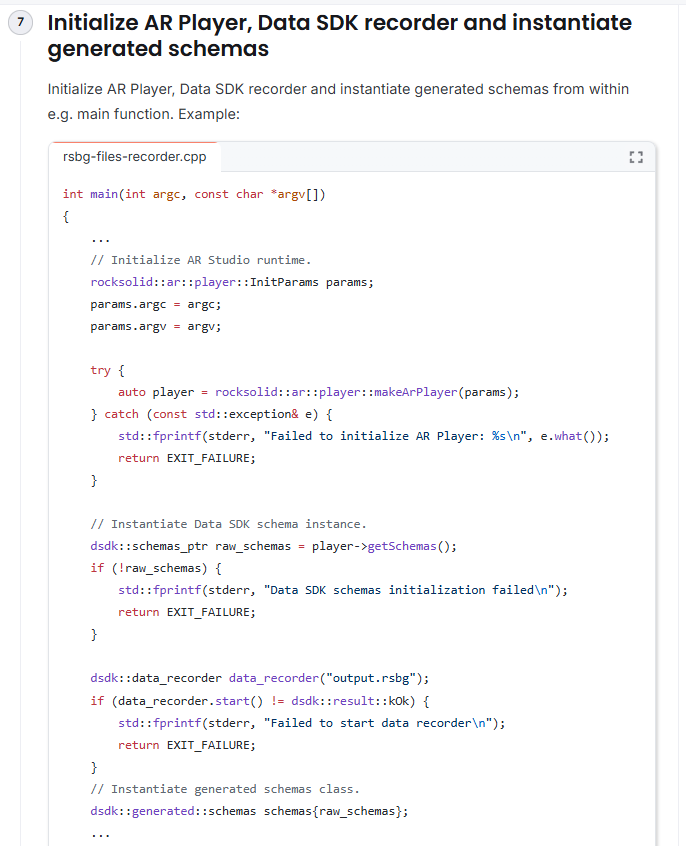 7
Initialize AR Player, Data SDK recorder and instantiate
generated schemas
Initialize AR Player, Data SDK recorder and instantiate generated schemas from within
e.g. main function. Example:
rsbg-files-recorder.cpp
int main(int argc, const char *argv[])
{
    ...
    // Initialize AR Studio runtime.
    rocksolid::ar::player::InitParams params;
    params.argc = argc;
    params.argv = argv;

    try {
        auto player = rocksolid::ar::player::makeArPlayer(params);
    } catch (const std::exception& e) {
        std::fprintf(stderr, "Failed to initialize AR Player: %s\n", e.what());
        return EXIT_FAILURE;
    }

    // Instantiate Data SDK schema instance.
    dsdk::schemas_ptr raw_schemas = player->getSchemas();
    if (!raw_schemas) {
        std::fprintf(stderr, "Data SDK schemas initialization failed\n");
        return EXIT_FAILURE;
    }

    dsdk::data_recorder data_recorder("output.rsbg");
    if (data_recorder.start() != dsdk::result::kOk) {
        std::fprintf(stderr, "Failed to start data recorder\n");
        return EXIT_FAILURE;
    }
    // Instantiate generated schemas class.
    dsdk::generated::schemas schemas{raw_schemas};
    ...